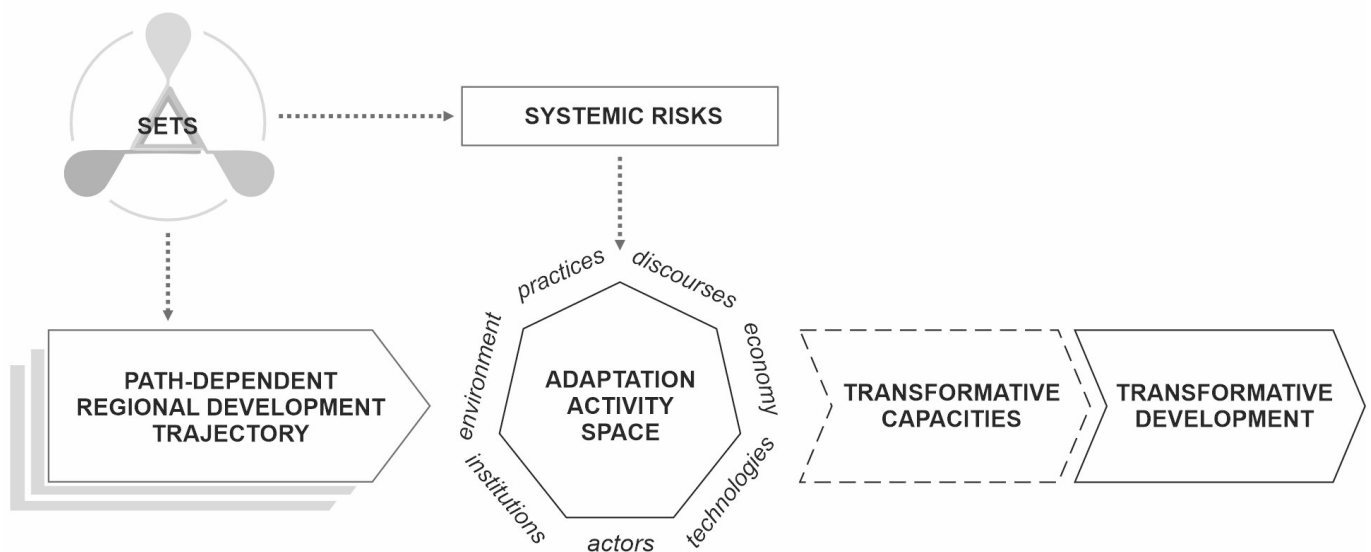 SETS
SYSTEMIC RISKS
practices
discourses
environment
economy
institutions
technologies
actors
PATH-DEPENDENT
REGIONAL DEVELOPMENT
TRAJECTORY
ADAPTATION
ACTIVITY
SPACE
TRANSFORMATIVE
CAPACITIES
TRANSFORMATIVE
DEVELOPMENT